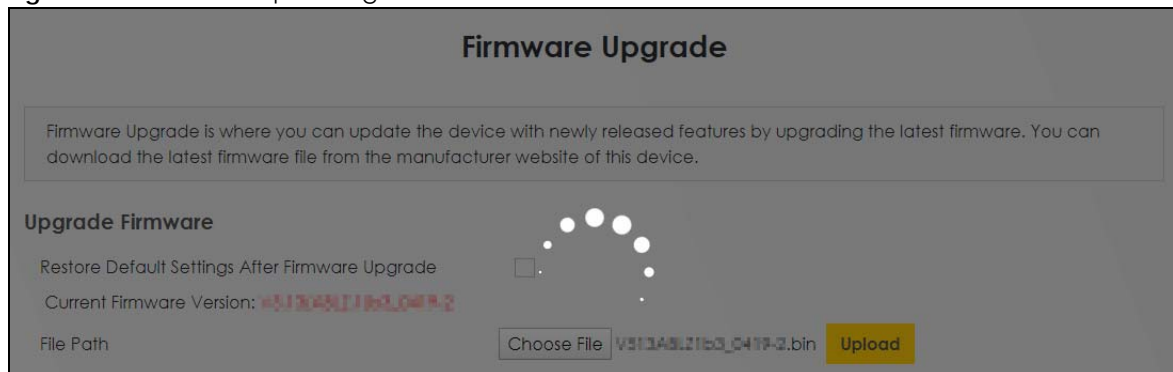 Firmware Upgrade
Firmware Upgrade is where you can update the device with newly released features by upgrading the latest firmware. You can
download the latest firmware file from the manufacturer website of this device.
Upgrade Firmware
Restore Default Settings After Firmware Upgrade
Current Firmware Version:
File Path Choose File .bin Upload